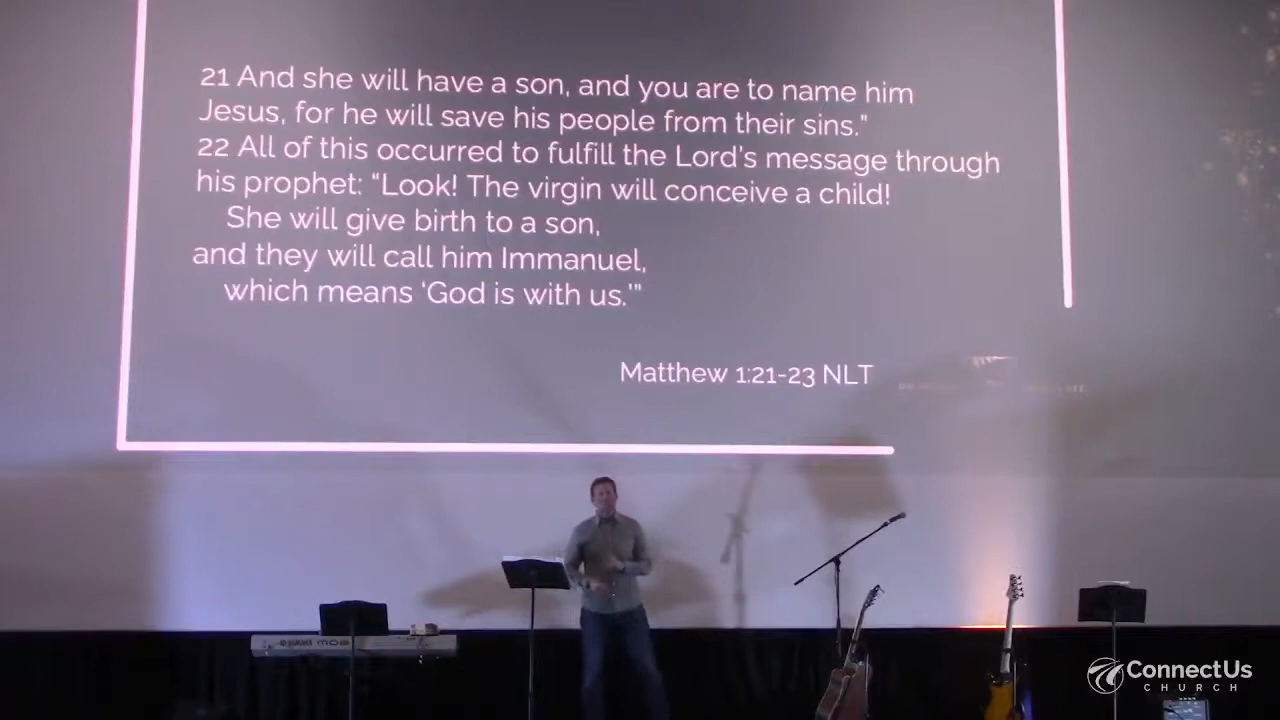 21 And she will have a son, and you are to name him
Jesus, for he will save his people from their sins.”
22 All of this occurred to fulfill the Lord’s message through
his prophet: “Look! The virgin will conceive a child!
She will give birth to a son,
and they will call him Immanuel,
which means ‘God is with us.’”
Matthew 1:21-23 NLT
YAMAHA MO8
ConnectUs
CHURCH